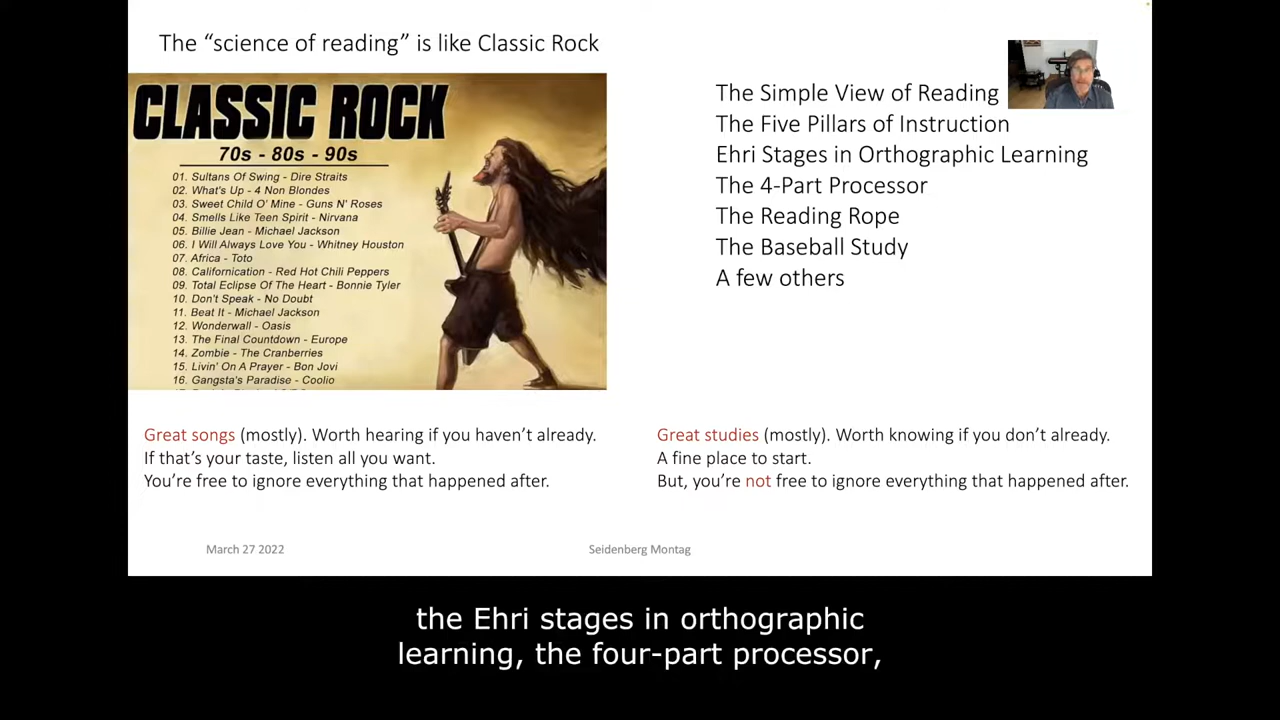 The “science of reading” is like Classic Rock
CLASSIC ROCK
70s - 80s - 90s
01. Sultans Of Swing - Dire Straits
02. What's Up - 4 Non Blondes
03. Sweet Child O' Mine - Guns N' Roses
04. Smells Like Teen Spirit - Nirvana
05. Billie Jean - Michael Jackson
06. I Will Always Love You - Whitney Houston
07. Africa - Toto
08. Californication - Red Hot Chili Peppers
09. Total Eclipse Of The Heart - Bonnie Tyler
10. Don't Speak - No Doubt
11. Beat It - Michael Jackson
12. Wonderwall - Oasis
13. The Final Countdown - Europe
14. Zombie - The Cranberries
15. Livin' On A Prayer - Bon Jovi
16. Gangsta's Paradise - Coolio
The Simple View of Reading
The Five Pillars of Instruction
Ehri Stages in Orthographic Learning
The 4-Part Processor
The Reading Rope
The Baseball Study
A few others
Great songs (mostly). Worth hearing if you haven’t already.
If that’s your taste, listen all you want.
You’re free to ignore everything that happened after.
Great studies (mostly). Worth knowing if you don’t already.
A fine place to start.
But, you’re not free to ignore everything that happened after.
March 27 2022
Seidenberg Montag
the Ehri stages in orthographic
learning, the four-part processor,